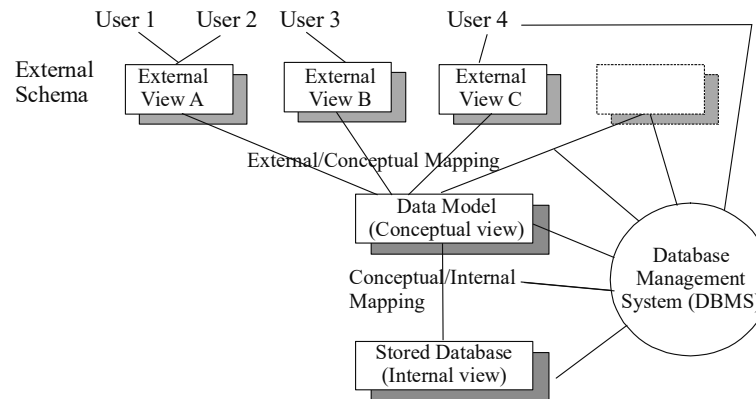 User 1
User 2
User 3
User 4
External
Schema
External
View A
External
View B
External
View C
External/Conceptual Mapping
Data Model
(Conceptual view)
Conceptual/Internal
Mapping
Database
Management
System (DBMS)
Stored Database
(Internal view)